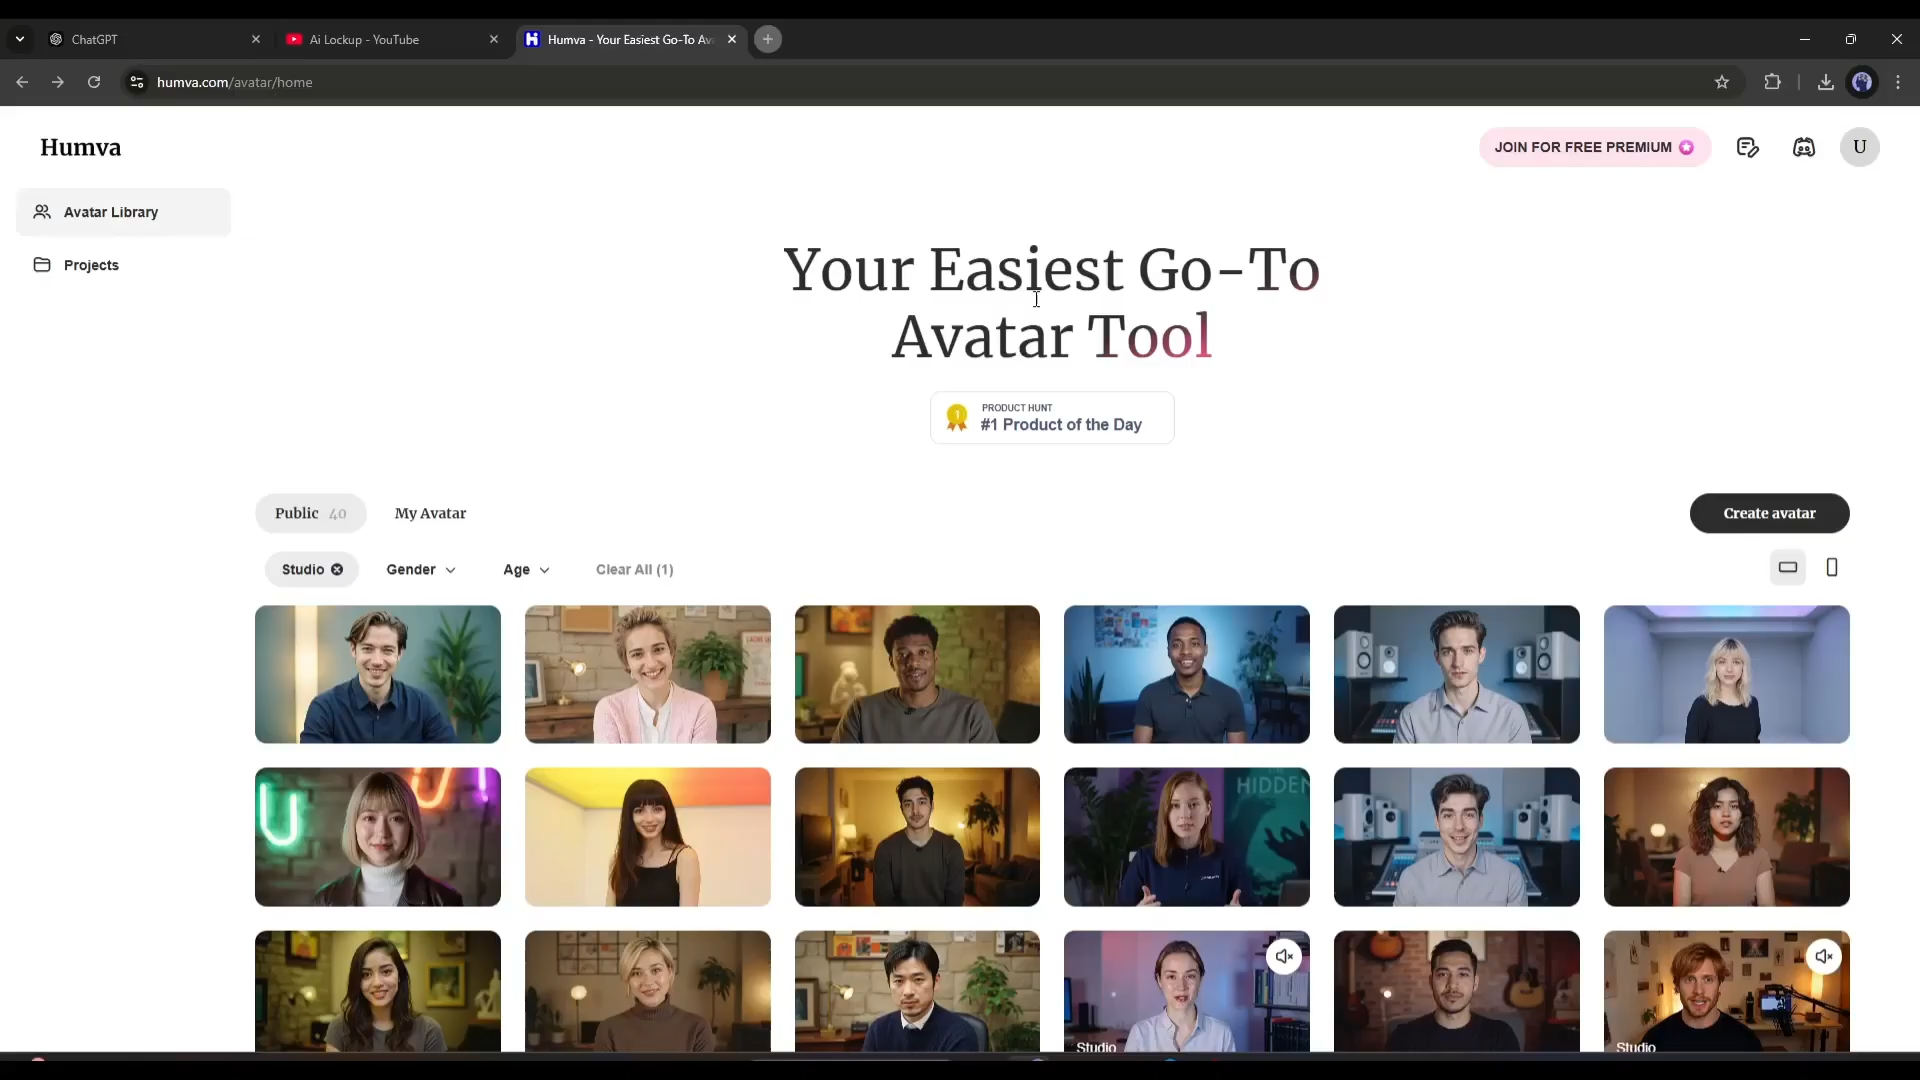 ChatGPT
Ai Lockup - YouTube
Humva - Your Easiest Go-To Av
humva.com/avatar/home
Humva
JOIN FOR FREE PREMIUM
U
Avatar Library
Projects
Your Easiest Go-To
Avatar Tool
1
PRODUCT HUNT
#1 Product of the Day
Public 40
My Avatar
Create avatar
Studio
Gender
Age
Clear All (1)
HIDDEN
Studio
Studio